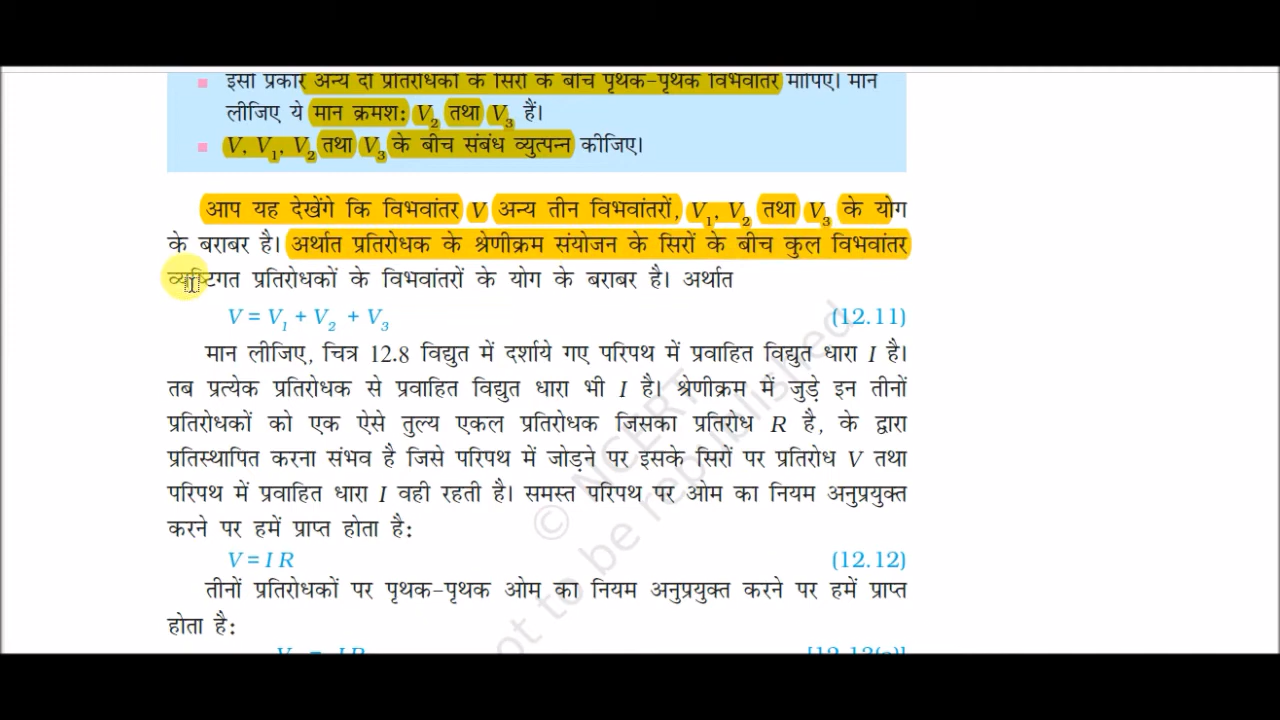 इसी प्रकार अन्य दो प्रतिरोधकों के सिरों के बीच पृथक-पृथक विभवांतर मापिए। मान
लीजिए ये मान क्रमशः V2 तथा V3 हैं।
V, V1, V2 तथा V3 के बीच संबंध व्युत्पन्न कीजिए।
आप यह देखेंगे कि विभवांतर V अन्य तीन विभवांतरों, V1, V2 तथा V3 के योग
के बराबर है। अर्थात प्रतिरोधक के श्रेणीक्रम संयोजन के सिरों के बीच कुल विभवांतर
व्यष्टिगत प्रतिरोधकों के विभवांतरों के योग के बराबर है। अर्थात
V = V1 + V2 + V3 (12.11)
मान लीजिए, चित्र 12.8 विद्युत में दर्शाये गए परिपथ में प्रवाहित विद्युत धारा I है।
तब प्रत्येक प्रतिरोधक से प्रवाहित विद्युत धारा भी I है। श्रेणीक्रम में जुड़े इन तीनों
प्रतिरोधकों को एक ऐसे तुल्य एकल प्रतिरोधक जिसका प्रतिरोध R है, के द्वारा
प्रतिस्थापित करना संभव है जिसे परिपथ में जोड़ने पर इसके सिरों पर प्रतिरोध V तथा
परिपथ में प्रवाहित धारा I वही रहती है। समस्त परिपथ पर ओम का नियम अनुप्रयुक्त
करने पर हमें प्राप्त होता है:
V = I R (12.12)
तीनों प्रतिरोधकों पर पृथक-पृथक ओम का नियम अनुप्रयुक्त करने पर हमें प्राप्त
होता है:
© NCERT
not to be republished